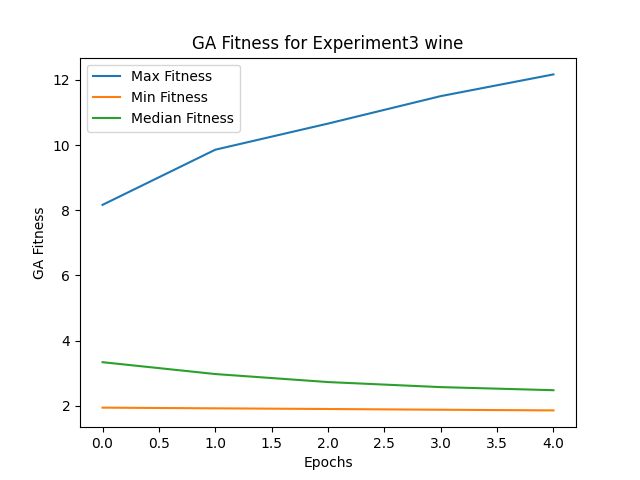 GA Fitness for Experiment3 wine
Max Fitness
Min Fitness
Median Fitness
GA Fitness
12
10
8
6
4
2
0.0 0.5 1.0 1.5 2.0 2.5 3.0 3.5 4.0
Epochs